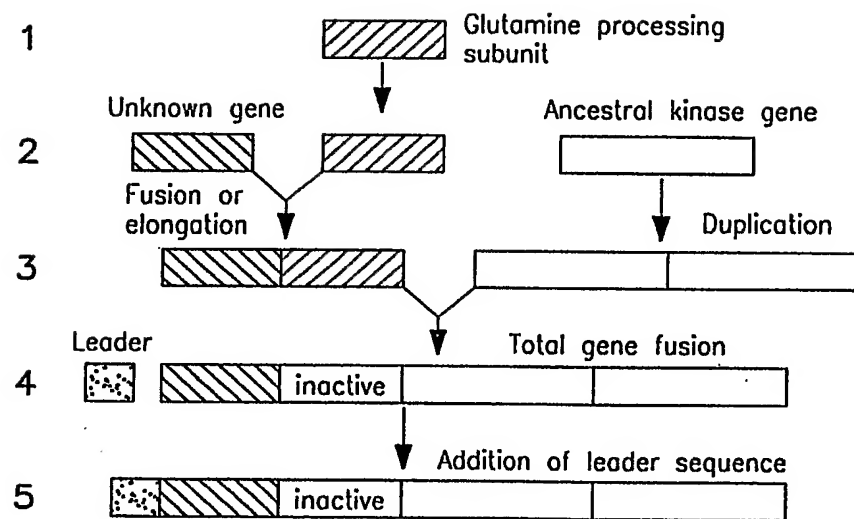 1
Glutamine processing
subunit
Unknown gene
Ancestral kinase gene
2
Fusion or
elongation
Duplication
3
Leader
Total gene fusion
4
inactive
Addition of leader sequence
5
inactive